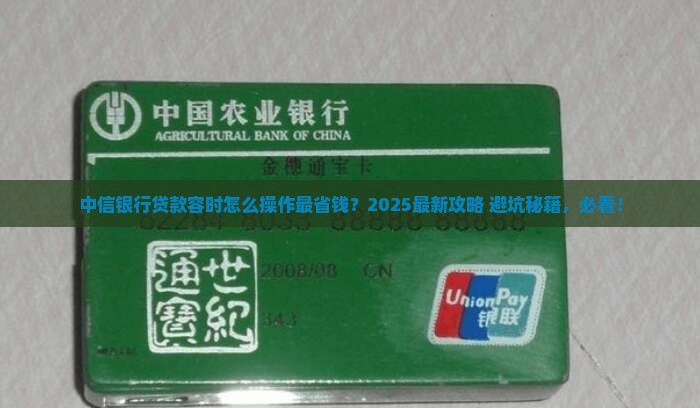 中国农业银行
AGRICULTURAL BANK OF CHINA
金穗通宝卡
中信银行贷款容时怎么操作最省钱？2025最新攻略 避坑秘籍，必看！
2008/08 CN
世紀通寶
343
UnionPay
银联